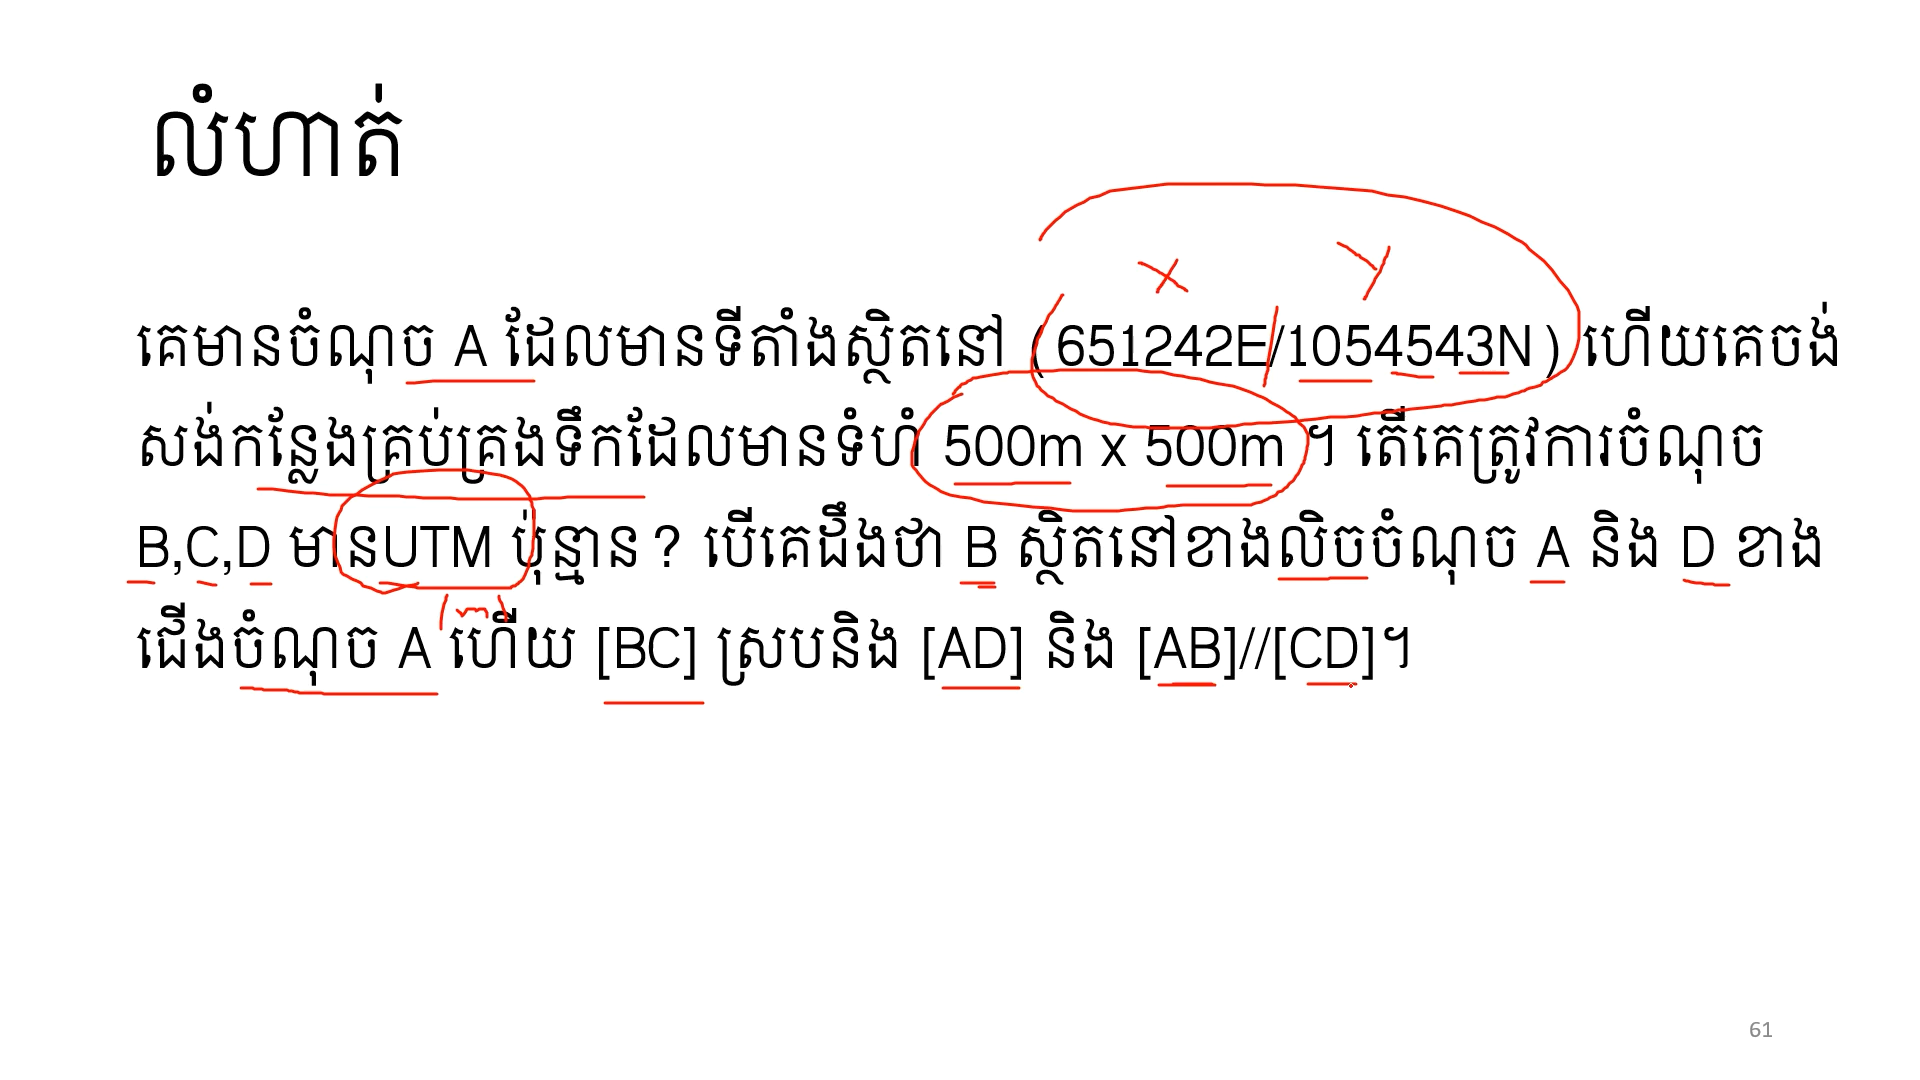 លំហាត់
x y
គេមានចំណុច A ដែលមានទីតាំងស្ថិតនៅ (651242E/1054543N) ហើយគេចង់
សង់កន្លែងគ្រប់គ្រងទឹកដែលមានទំហំ 500m x 500m ។ តើគេត្រូវការចំណុច
B,C,D មានUTM ប៉ុន្មាន? បើគេដឹងថា B ស្ថិតនៅខាងលិចចំណុច A និង D ខាង
(m)
ជើងចំណុច A ហើយ [BC] ស្របនិង [AD] និង [AB]//[CD]។
61